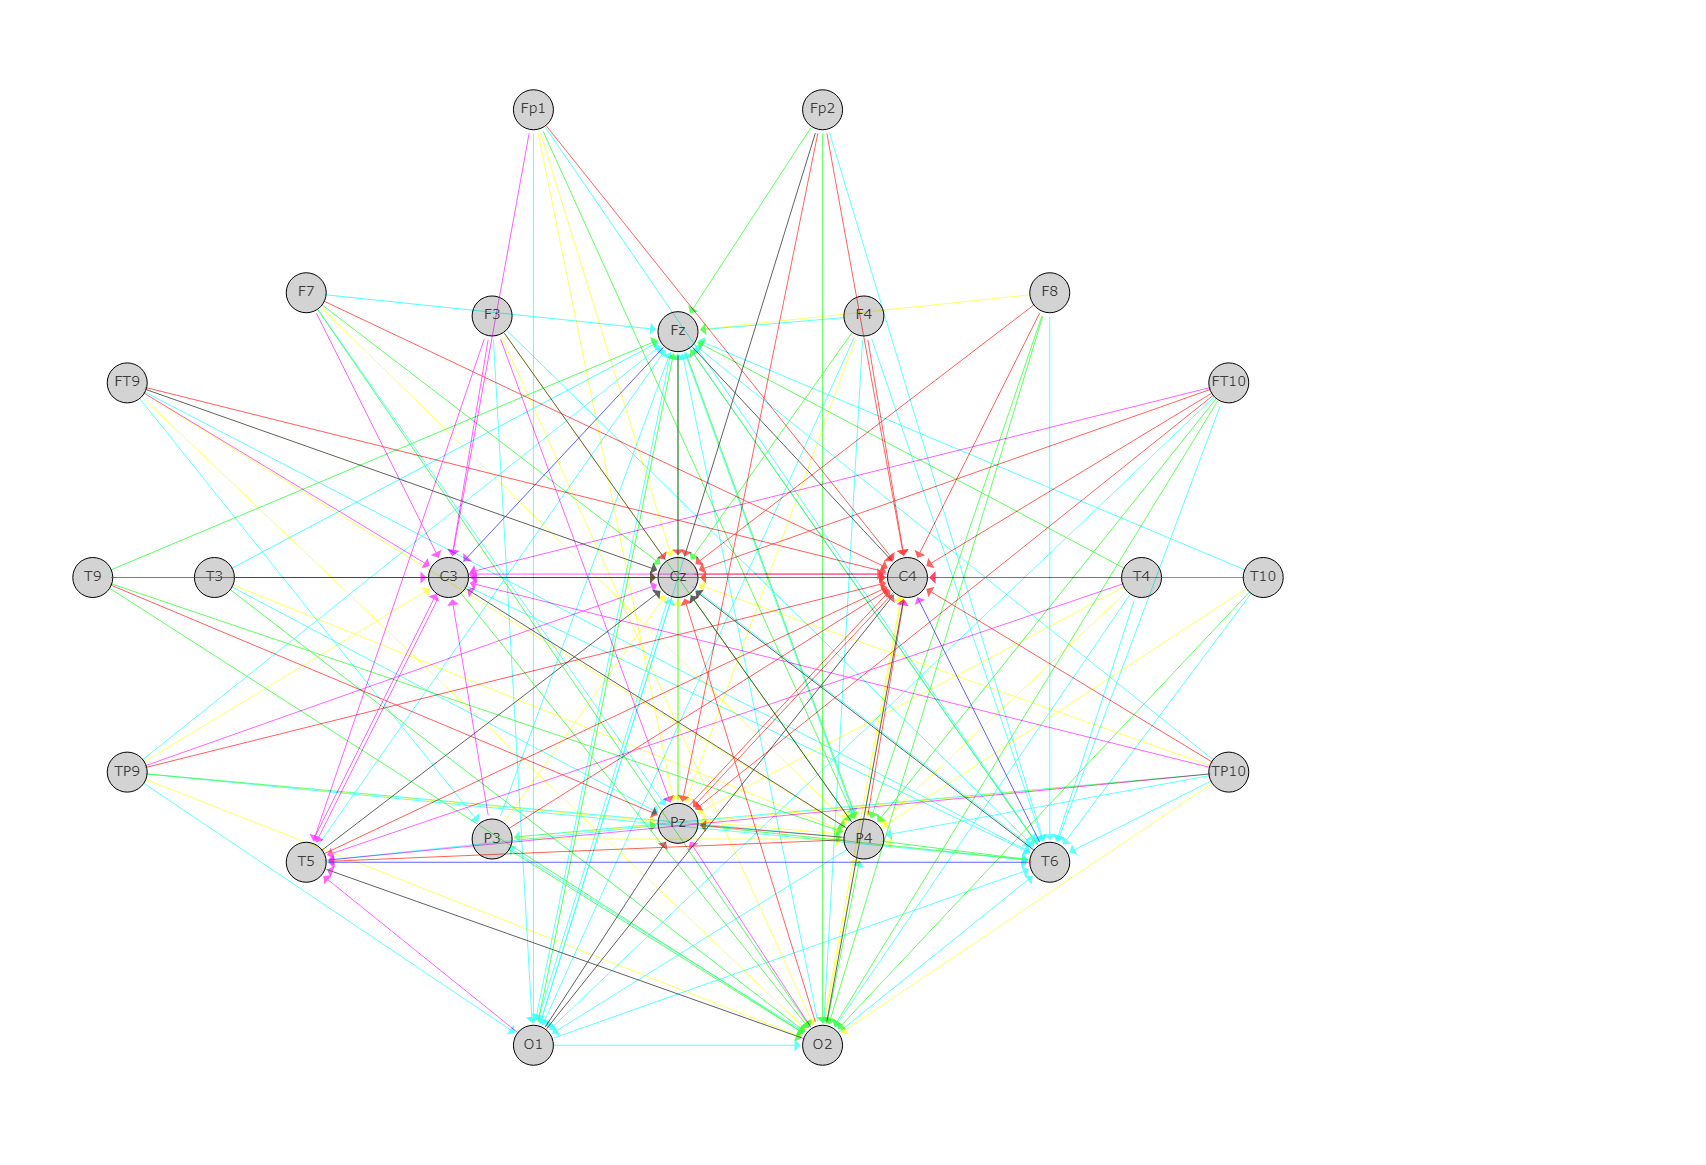 Fp1 Fp2
F7 F3 Fz F4 F8
FT9 FT10
T9 T3 C3 Cz C4 T4 T10
TP9 TP10
T5 P3 Pz P4 T6
O1 O2